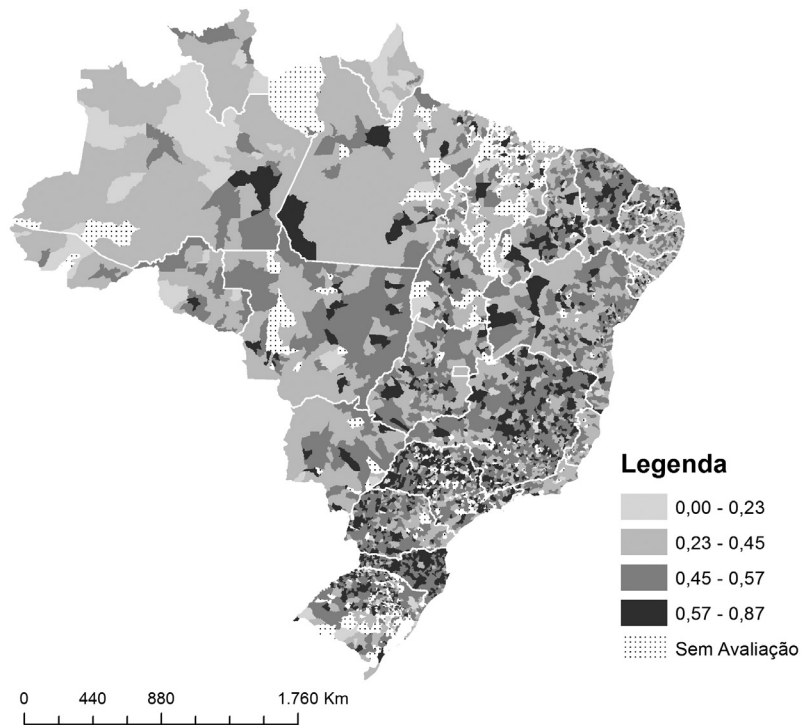 Legenda
0,00 - 0,23
0,23 - 0,45
0,45 - 0,57
0,57 - 0,87
Sem Avaliação
0 440 880 1.760 Km